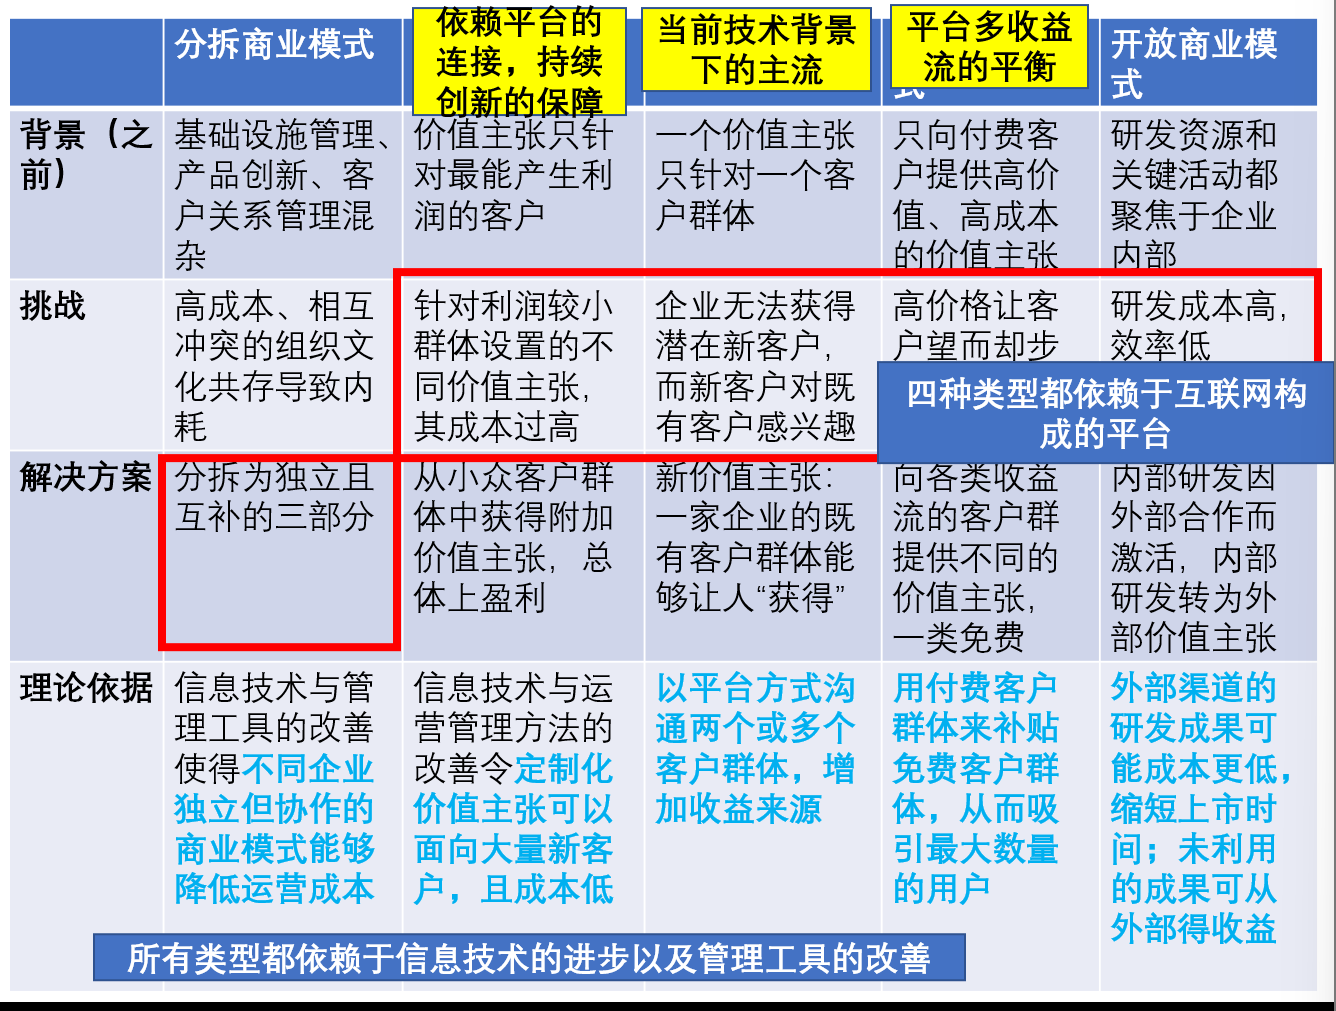 分拆商业模式
依赖平台的
连接，持续
创新的保障
当前技术背景
下的主流
平台多收益
流的平衡
式
开放商业模
式
背景（之
前）
基础设施管理、
产品创新、客
户关系管理混
杂
价值主张只针
对最能产生利
润的客户
一个价值主张
只针对一个客
户群体
只向付费客
户提供高价
值、高成本
的价值主张
研发资源和
关键活动都
聚焦于企业
内部
挑战
高成本、相互
冲突的组织文
化共存导致内
耗
针对利润较小
群体设置的不
同价值主张，
其成本过高
企业无法获得
潜在新客户，
而新客户对既
有客户感兴趣
高价格让客
户望而却步
研发成本高，
效率低
四种类型都依赖于互联网构
成的平台
解决方案
分拆为独立且
互补的三部分
从小众客户群
体中获得附加
价值主张，总
体上盈利
新价值主张：
一家企业的既
有客户群体能
够让人“获得”
向各类收益
流的客户群
提供不同的
价值主张，
一类免费
内部研发因
外部合作而
激活，内部
研发转为外
部价值主张
理论依据
信息技术与管
理工具的改善
使得不同企业
独立但协作的
商业模式能够
降低运营成本
信息技术与运
营管理方法的
改善令定制化
价值主张可以
面向大量新客
户，且成本低
以平台方式沟
通两个或多个
客户群体，增
加收益来源
用付费客户
群体来补贴
免费客户群
体，从而吸
引最大数量
的用户
外部渠道的
研发成果可
能成本更低，
缩短上市时
间；未利用
的成果可从
外部得收益
所有类型都依赖于信息技术的进步以及管理工具的改善